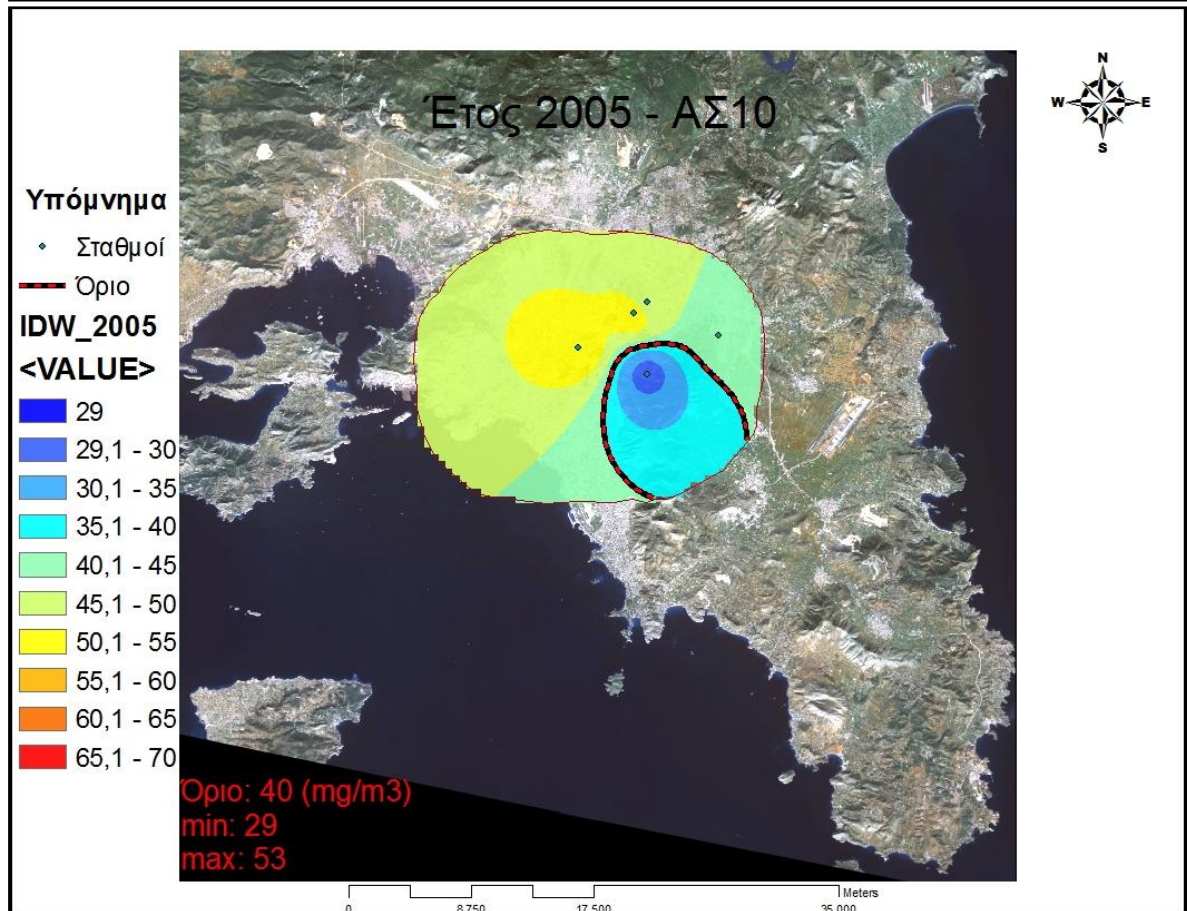 Έτος 2005 - ΑΣ10
N
W E
S
Υπόμνημα
Σταθμοί
Όριο
IDW_2005
<VALUE>
29
29,1 - 30
30,1 - 35
35,1 - 40
40,1 - 45
45,1 - 50
50,1 - 55
55,1 - 60
60,1 - 65
65,1 - 70
Όριο: 40 (mg/m3)
min: 29
max: 53
Meters
0 8.750 17.500 35.000